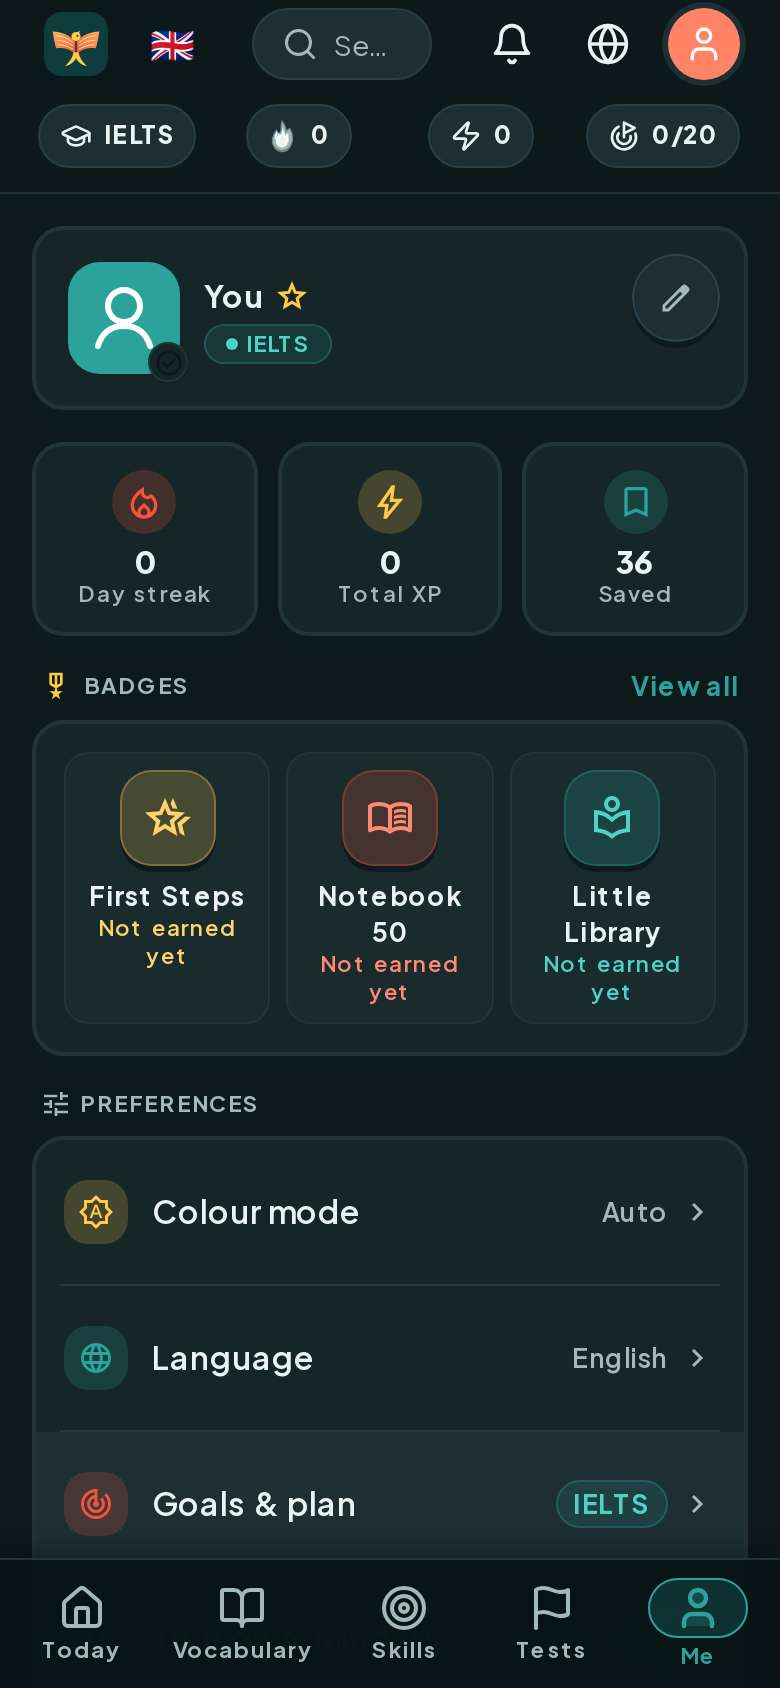 Se...
IELTS
0
0
0/20
You
IELTS
0
Day streak
0
Total XP
36
Saved
BADGES
View all
First Steps
Not earned
yet
Notebook
50
Not earned
yet
Little
Library
Not earned
yet
PREFERENCES
A
Colour mode
Auto
Language
English
Goals & plan
IELTS
Today
Vocabulary
Skills
Tests
Me